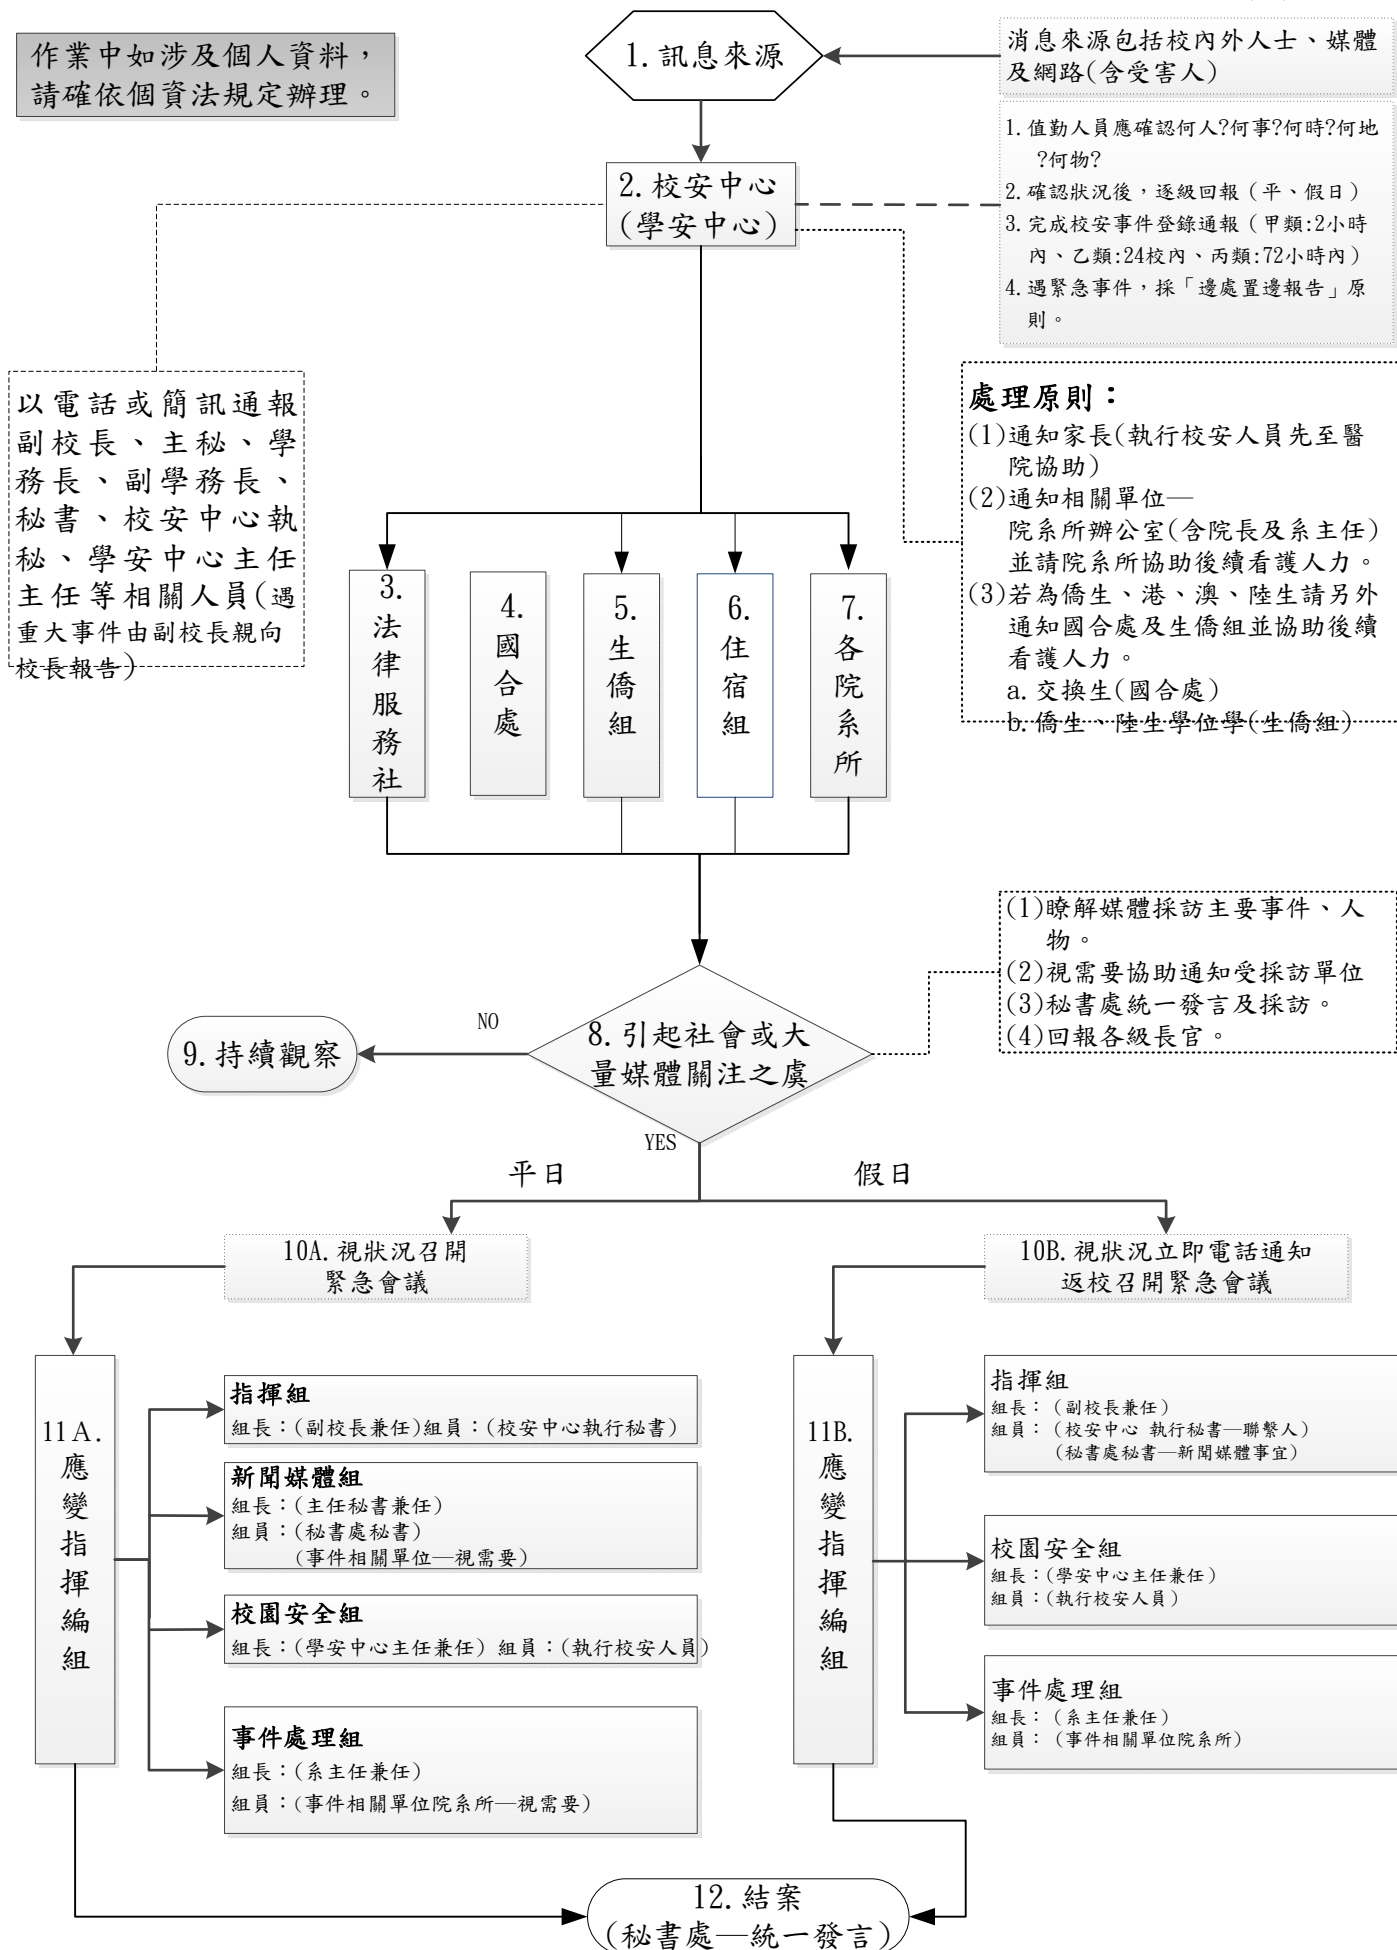 作業中如涉及個人資料，
請確依個資法規定辦理。
1.訊息來源
消息來源包括校內外人士、媒體
及網路(含受害人)
1.值勤人員應確認何人?何事?何時?何地
?何物?
2.確認狀況後，逐級回報（平、假日）
3.完成校安事件登錄通報（甲類:2小時
內、乙類:24校內、丙類:72小時內）
4.遇緊急事件，採「邊處置邊報告」原
則。
2.校安中心
(學安中心)
以電話或簡訊通報
副校長、主秘、學
務長、副學務長、
秘書、校安中心執
秘、學安中心主任
主任等相關人員(遇
重大事件由副校長親向
校長報告)
處理原則：
(1)通知家長(執行校安人員先至醫
院協助)
(2)通知相關單位—
院系所辦公室(含院長及系主任)
並請院系所協助後續看護人力。
(3)若為僑生、港、澳、陸生請另外
通知國合處及生僑組並協助後續
看護人力。
a.交換生(國合處)
b.僑生、陸生學位學(生僑組)
3.法律服務社
4.國合處
5.生僑組
6.住宿組
7.各院系所
(1)瞭解媒體採訪主要事件、人
物。
(2)視需要協助通知受採訪單位
(3)秘書處統一發言及採訪。
(4)回報各級長官。
8.引起社會或大
量媒體關注之虞
NO
9.持續觀察
YES
平日
假日
10A.視狀況召開
緊急會議
10B.視狀況立即電話通知
返校召開緊急會議
11A.應變指揮編組
指揮組
組長：(副校長兼任)組員：(校安中心執行秘書)
新聞媒體組
組長：(主任秘書兼任)
組員：(秘書處秘書)
(事件相關單位—視需要)
校園安全組
組長：(學安中心主任兼任) 組員：(執行校安人員)
事件處理組
組長：(系主任兼任)
組員：(事件相關單位院系所—視需要)
11B.應變指揮編組
指揮組
組長：（副校長兼任）
組員：（校安中心 執行秘書—聯繫人）
（秘書處秘書—新聞媒體事宜）
校園安全組
組長：(學安中心主任兼任)
組員：(執行校安人員)
事件處理組
組長：（系主任兼任）
組員：（事件相關單位院系所）
12.結案
(秘書處—統一發言)